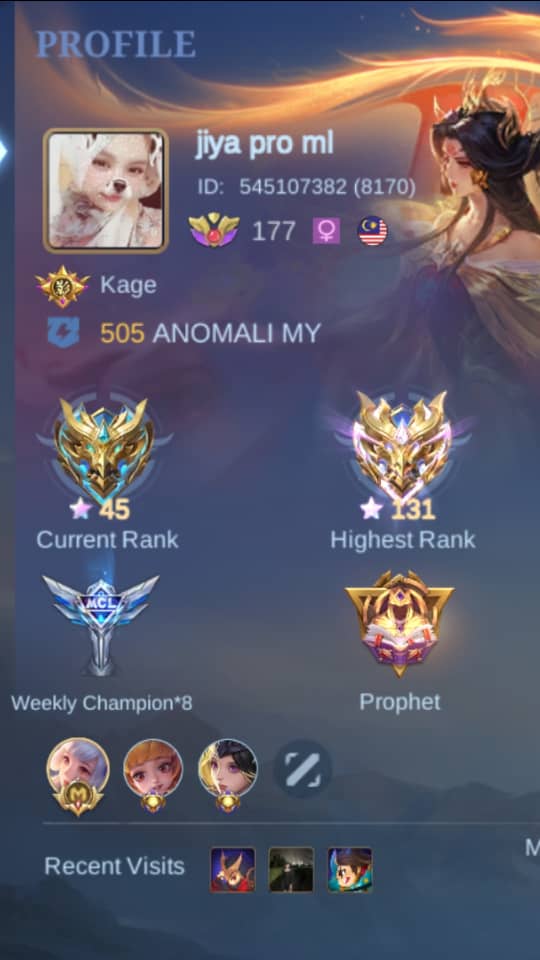 PROFILE
jiya pro ml
ID: 545107382 (8170)
177
Kage
505 ANOMALI MY
45
131
Current Rank
Highest Rank
MCL
Weekly Champion*8
Prophet
M
Recent Visits
M